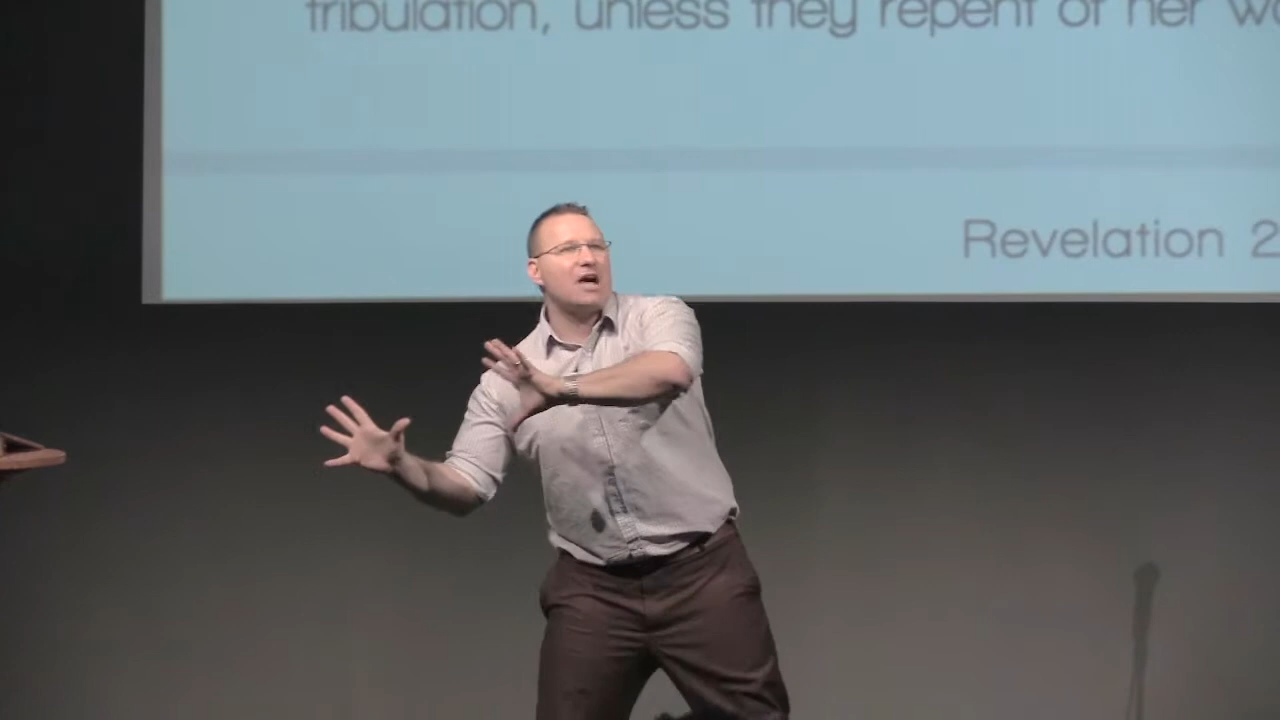 tribulation, unless they repent of her
Revelation 2